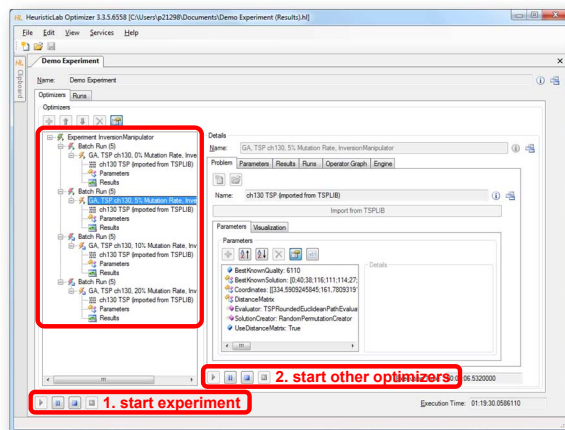 HeuristicLab Optimizer 3.3.5.6558 [C:\Users\p21298\Documents\Demo Experiment (Results).hl]
File Edit View Services Help
Clipboard
Demo Experiment
Name: Demo Experiment
Optimizers Runs
Optimizers
Experiment InversionManipulator
Batch Run (5)
GA, TSP ch130, 0% Mutation Rate, Inve
ch130 TSP (imported from TSPLIB)
Parameters
Results
Batch Run (5)
GA, TSP ch130, 5% Mutation Rate, Inve
ch130 TSP (imported from TSPLIB)
Parameters
Results
Batch Run (5)
GA, TSP ch130, 10% Mutation Rate, Inv
ch130 TSP (imported from TSPLIB)
Parameters
Results
Batch Run (5)
GA, TSP ch130, 20% Mutation Rate, Inv
ch130 TSP (imported from TSPLIB)
Parameters
Results
Details
Name: GA, TSP ch130, 5% Mutation Rate, InversionManipulator
Problem Parameters Results Runs Operator Graph Engine
Name: ch130 TSP (imported from TSPLIB)
Import from TSPLIB
Parameters Visualization
Parameters
Details
BestKnownQuality: 6110
BestKnownSolution: [0;40;38;116;111;114;27;
Coordinates: [[334,5909245845;161,7809319
DistanceMatrix
Evaluator: TSPRoundedEuclideanPathEvalua
SolutionCreator: RandomPermutationCreator
UseDistanceMatrix: True
2. start other optimizers
06.5320000
1. start experiment
Execution Time: 01:19:30.0586110